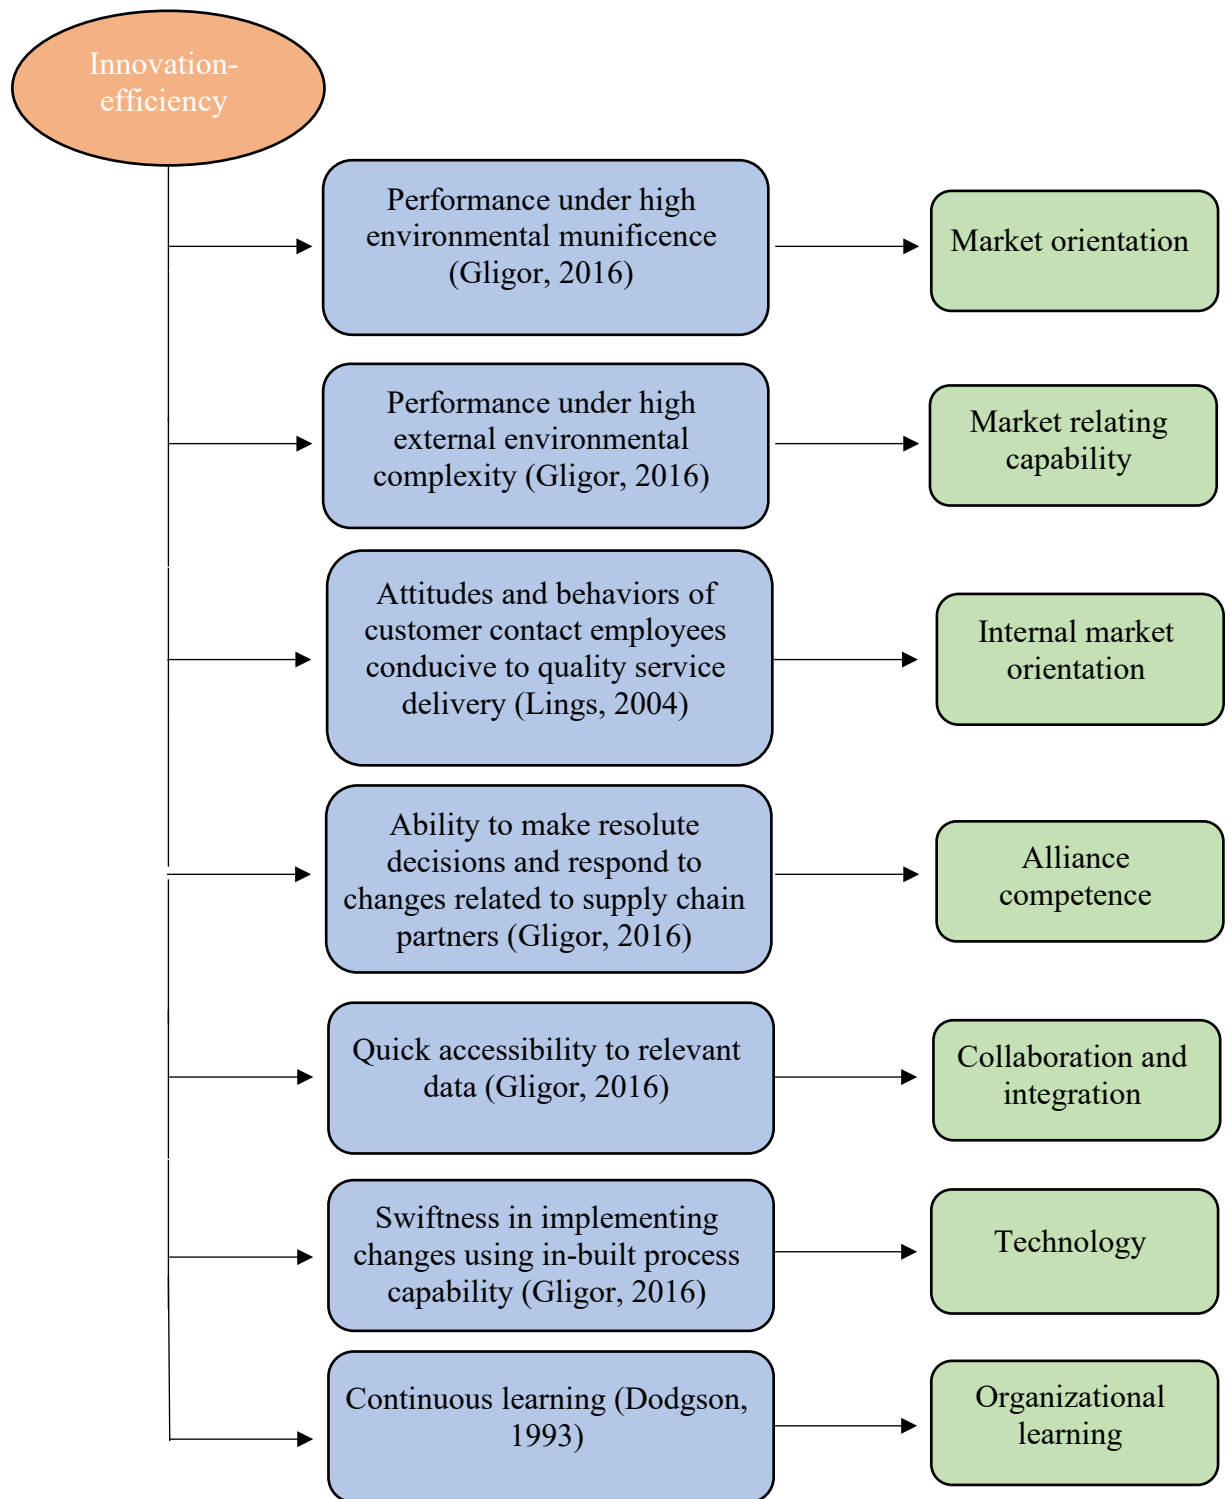 Innovation-
efficiency
Performance under high
environmental munificence
(Gligor, 2016)
Market orientation
Performance under high
external environmental
complexity (Gligor, 2016)
Market relating
capability
Attitudes and behaviors of
customer contact employees
conducive to quality service
delivery (Lings, 2004)
Internal market
orientation
Ability to make resolute
decisions and respond to
changes related to supply chain
partners (Gligor, 2016)
Alliance
competence
Quick accessibility to relevant
data (Gligor, 2016)
Collaboration and
integration
Swiftness in implementing
changes using in-built process
capability (Gligor, 2016)
Technology
Continuous learning (Dodgson,
1993)
Organizational
learning